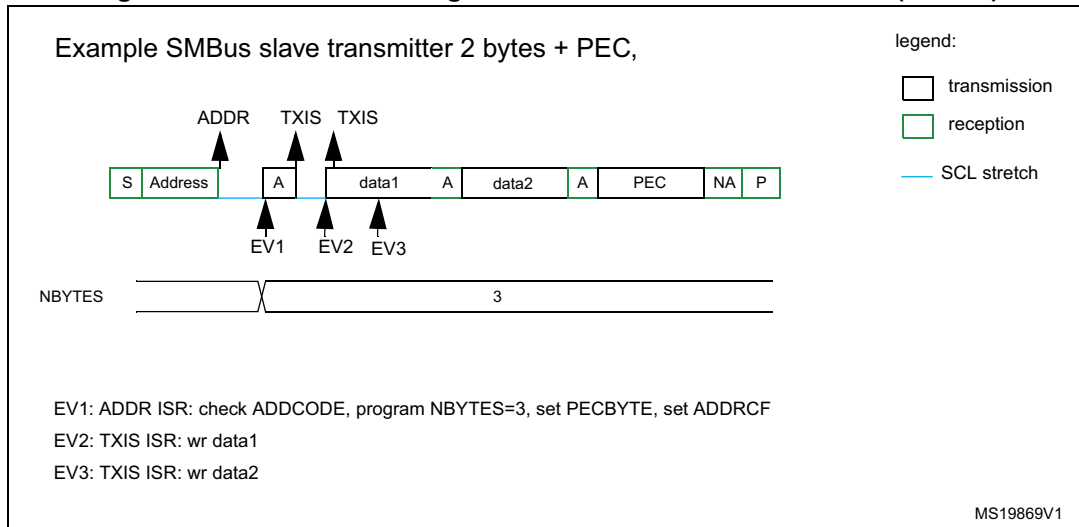 Example SMBus slave transmitter 2 bytes + PEC,
legend:
transmission
reception
SCL stretch
ADDR TXIS TXIS
S Address A data1 A data2 A PEC NA P
EV1 EV2 EV3
NBYTES 3
EV1: ADDR ISR: check ADDCODE, program NBYTES=3, set PECBYTE, set ADDRCF
EV2: TXIS ISR: wr data1
EV3: TXIS ISR: wr data2
MS19869V1